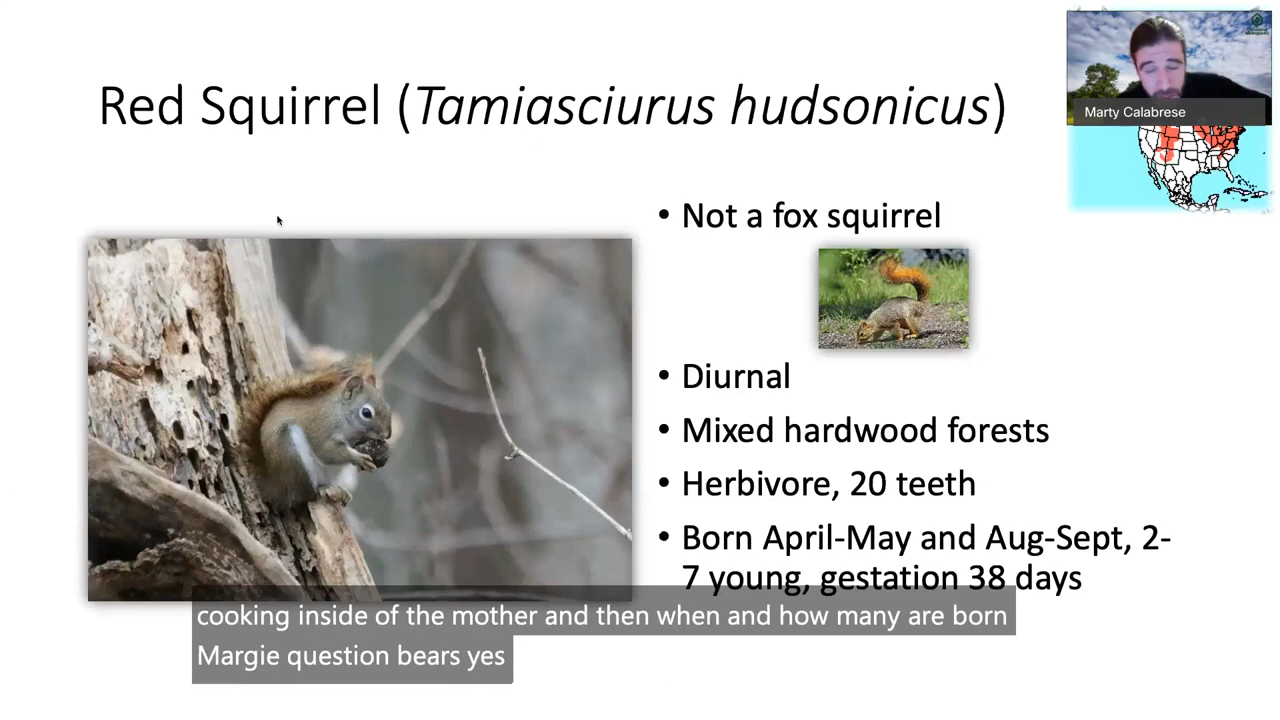 Red Squirrel (Tamiasciurus hudsonicus)
Marty Calabrese
• Not a fox squirrel
• Diurnal
• Mixed hardwood forests
• Herbivore, 20 teeth
• Born April-May and Aug-Sept, 2-
7 young, gestation 38 days
cooking inside of the mother and then when and how many are born
Margie question bears yes